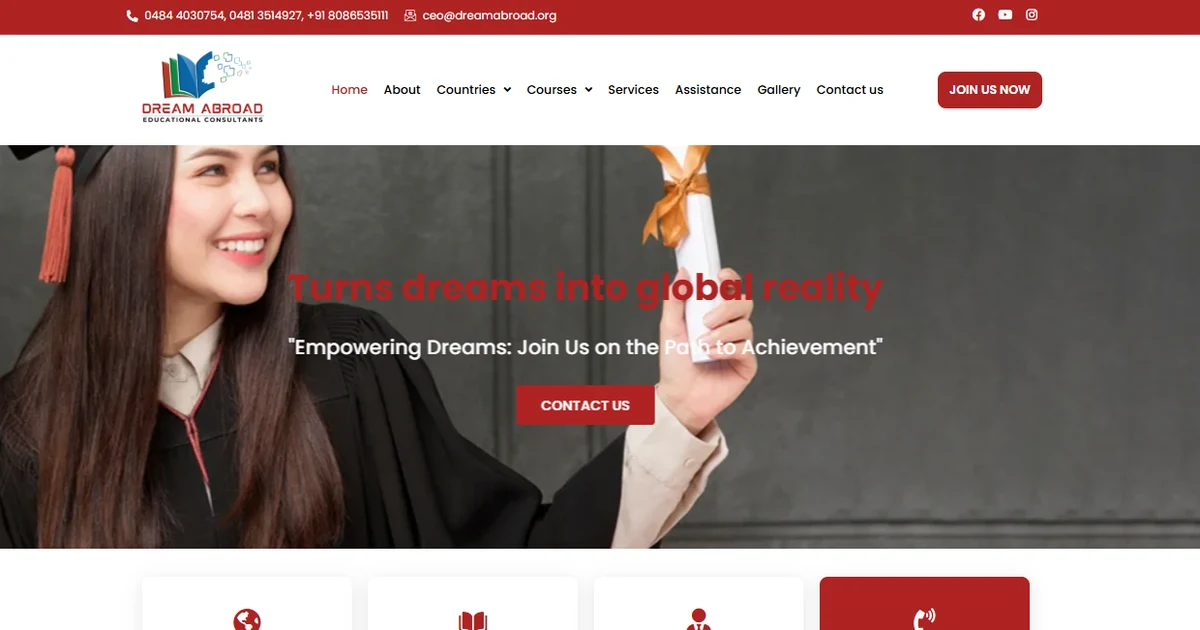 0484 4030754, 0481 3514927, +91 8086535111 ceo@dreamabroad.org
DREAM ABROAD
EDUCATIONAL CONSULTANTS
Home About Countries Courses Services Assistance Gallery Contact us
JOIN US NOW
Turns dreams into global reality
"Empowering Dreams: Join Us on the Path to Achievement"
CONTACT US